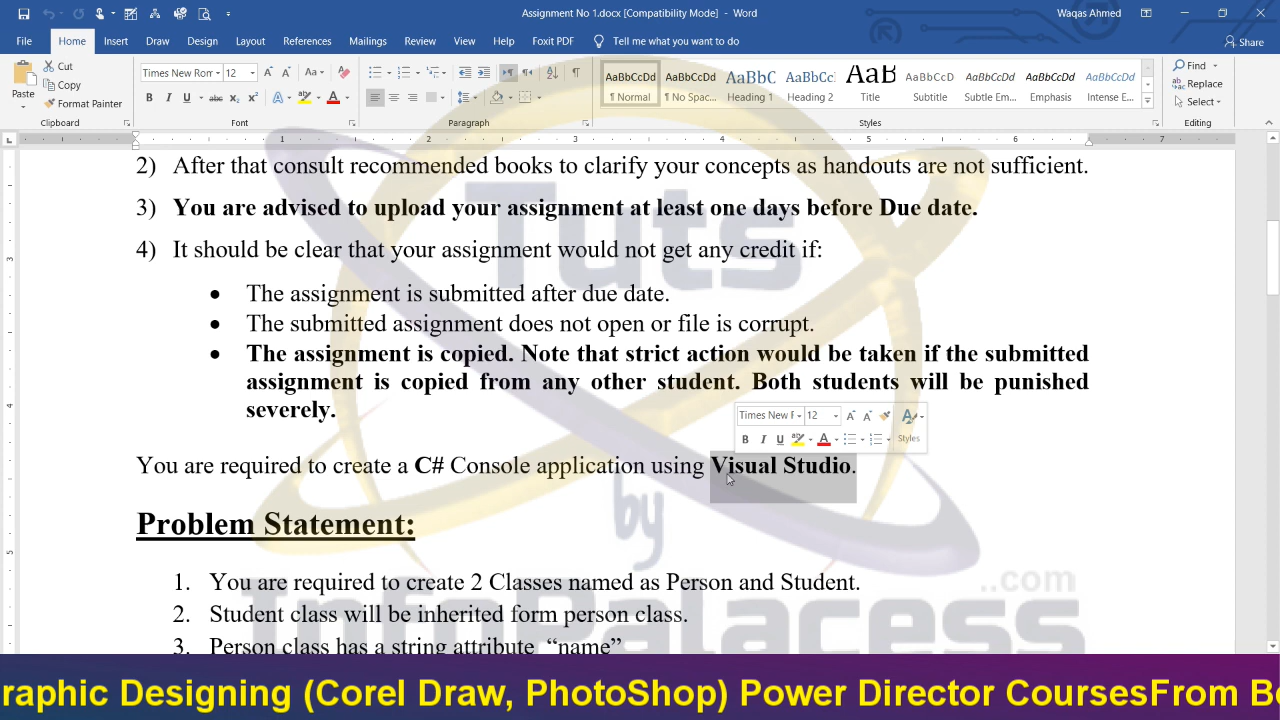 Assignment No 1.docx [Compatibility Mode] - Word
Waqas Ahmed
File Home Insert Draw Design Layout References Mailings Review View Help Foxit PDF Tell me what you want to do Share
Paste
Cut
Copy
Format Painter
Clipboard
Times New Rom 12
Font
Paragraph
AaBbCcDd AaBbCcDd AaBbC AaBbCc AaB AaBbCcD AaBbCcDd AaBbCcDd AaBbCcDd
¶ Normal ¶ No Spac... Heading 1 Heading 2 Title Subtitle Subtle Em... Emphasis Intense E...
Styles
Find
Replace
Select
Editing
2) After that consult recommended books to clarify your concepts as handouts are not sufficient.
3) You are advised to upload your assignment at least one days before Due date.
4) It should be clear that your assignment would not get any credit if:
• The assignment is submitted after due date.
• The submitted assignment does not open or file is corrupt.
• The assignment is copied. Note that strict action would be taken if the submitted
assignment is copied from any other student. Both students will be punished
severely.
Times New F 12
Styles
You are required to create a C# Console application using Visual Studio.
Problem Statement:
1. You are required to create 2 Classes named as Person and Student.
2. Student class will be inherited form person class.
3. Person class has a string attribute “name”
Tuts
by
InfoPalacess
..com
raphic Designing (Corel Draw, PhotoShop) Power Director CoursesFrom Be